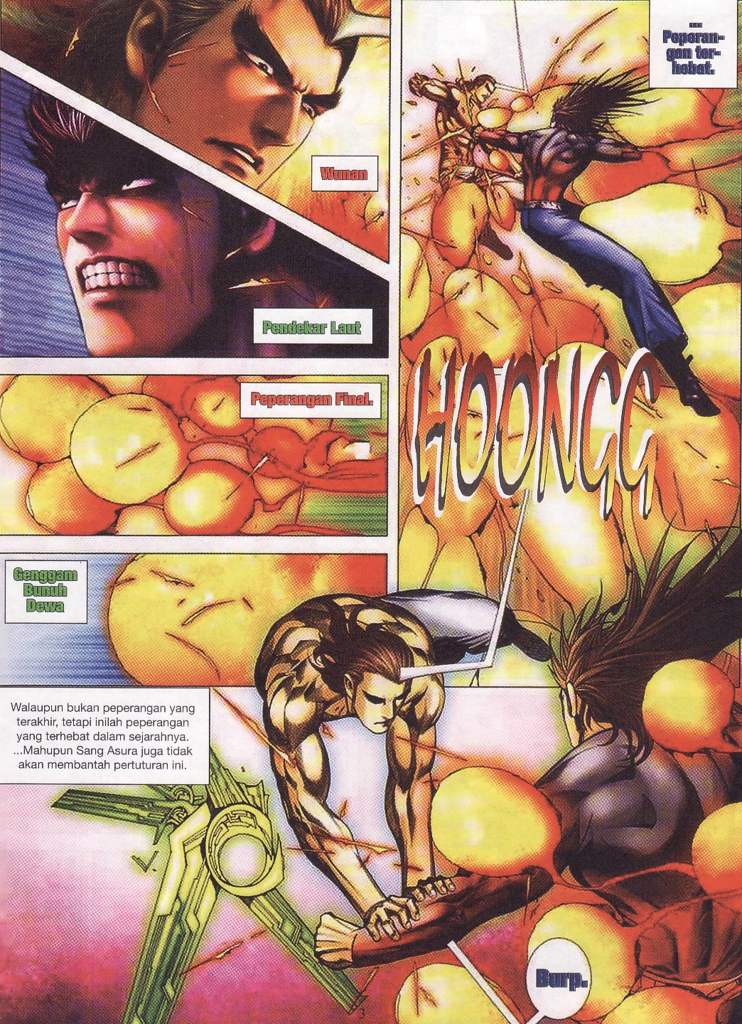 Wunan
Pendekar Laut
Peperangan Final.
Genggam
Bunuh
Dewa
...
Peperan-
gan ter-
hebat.
HOONGG
Walaupun bukan peperangan yang
terakhir, tetapi inilah peperangan
yang terhebat dalam sejarahnya.
...Mahupun Sang Asura juga tidak
akan membantah pertuturan ini.
Burp.
3